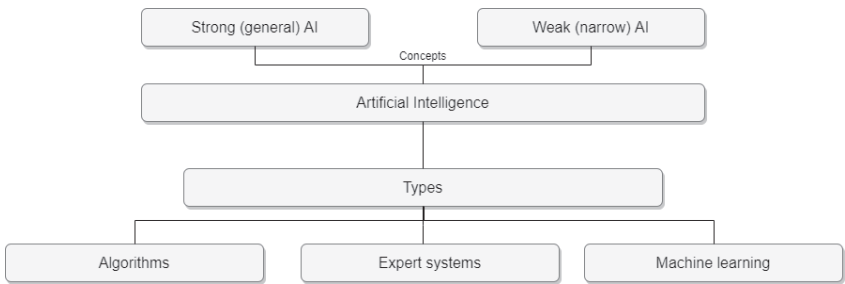 Strong (general) AI
Weak (narrow) AI
Concepts
Artificial Intelligence
Types
Algorithms
Expert systems
Machine learning